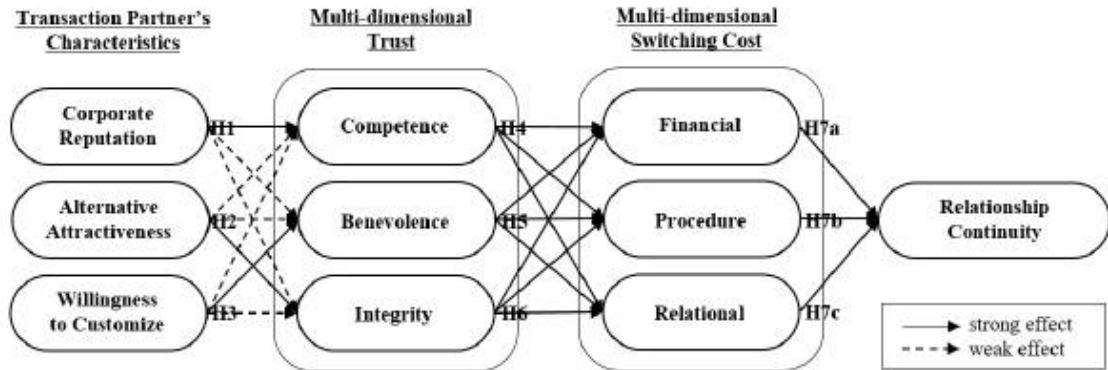 Transaction Partner's
Characteristics
Multi-dimensional
Trust
Multi-dimensional
Switching Cost
Corporate
Reputation
H1
Competence
H4
Financial
H7a
Alternative
Attractiveness
H2
Benevolence
H5
Procedure
H7b
Relationship
Continuity
Willingness
to Customize
H3
Integrity
H6
Relational
H7c
strong effect
weak effect